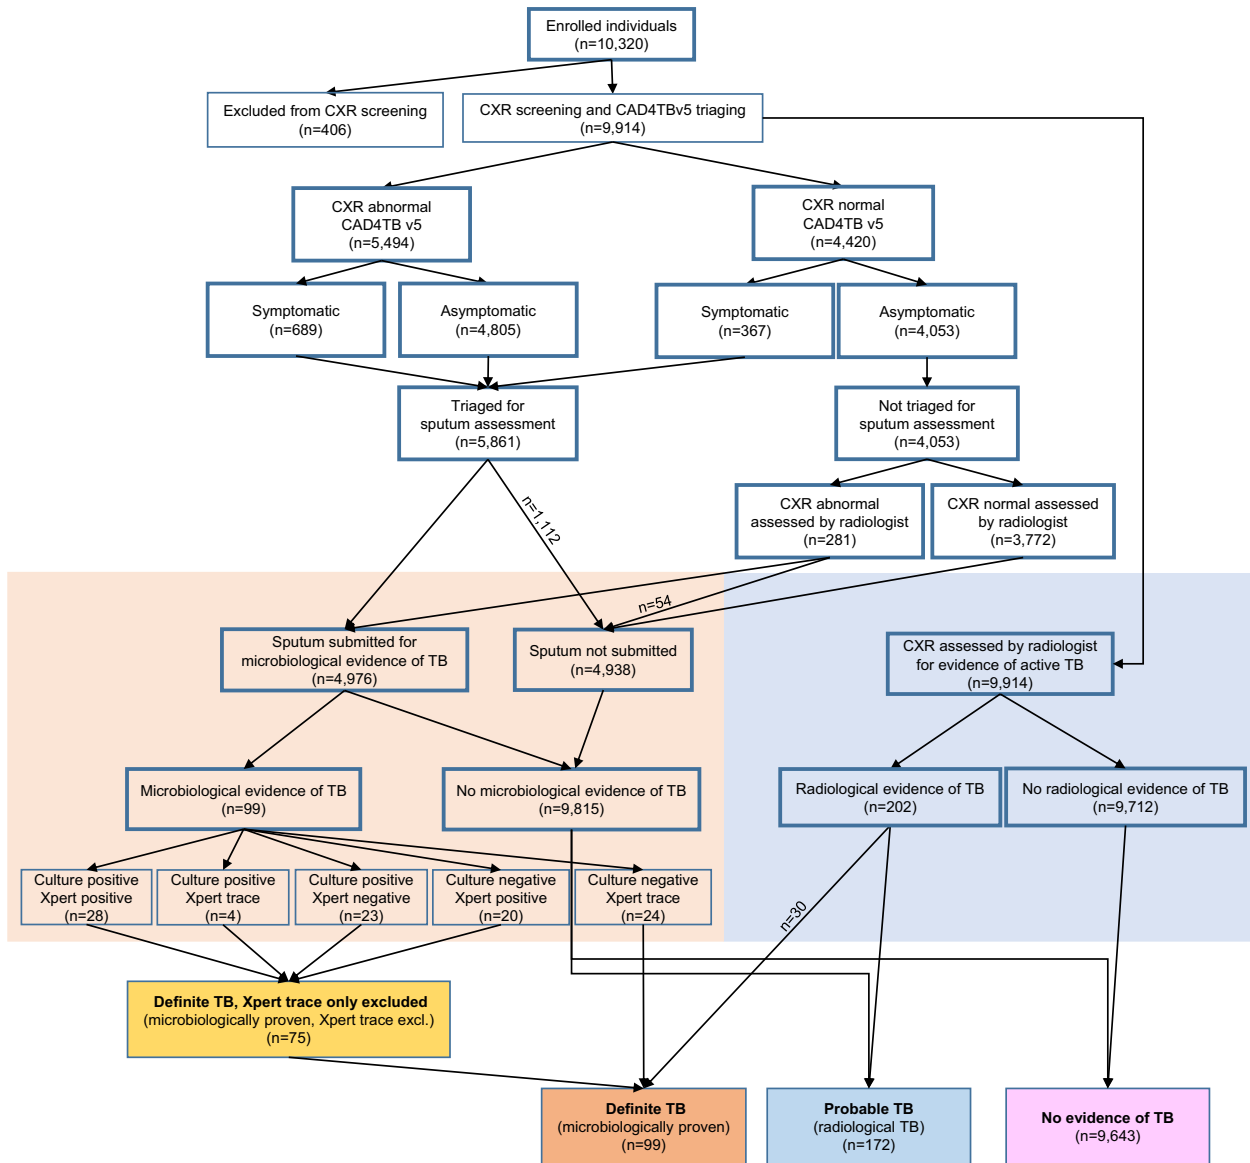 Enrolled individuals
(n=10,320)
Excluded from CXR screening
(n=406)
CXR screening and CAD4TBv5 triaging
(n=9,914)
CXR abnormal
CAD4TB v5
(n=5,494)
CXR normal
CAD4TB v5
(n=4,420)
Symptomatic
(n=689)
Asymptomatic
(n=4,805)
Symptomatic
(n=367)
Asymptomatic
(n=4,053)
Triaged for
sputum assessment
(n=5,861)
Not triaged for
sputum assessment
(n=4,053)
n=1,112
CXR abnormal
assessed by radiologist
(n=281)
CXR normal assessed
by radiologist
(n=3,772)
n=54
Sputum submitted for
microbiological evidence of TB
(n=4,976)
Sputum not submitted
(n=4,938)
CXR assessed by radiologist
for evidence of active TB
(n=9,914)
Microbiological evidence of TB
(n=99)
No microbiological evidence of TB
(n=9,815)
Radiological evidence of TB
(n=202)
No radiological evidence of TB
(n=9,712)
Culture positive
Xpert positive
(n=28)
Culture positive
Xpert trace
(n=4)
Culture positive
Xpert negative
(n=23)
Culture negative
Xpert positive
(n=20)
Culture negative
Xpert trace
(n=24)
n=30
Definite TB, Xpert trace only excluded
(microbiologically proven, Xpert trace excl.)
(n=75)
Definite TB
(microbiologically proven)
(n=99)
Probable TB
(radiological TB)
(n=172)
No evidence of TB
(n=9,643)